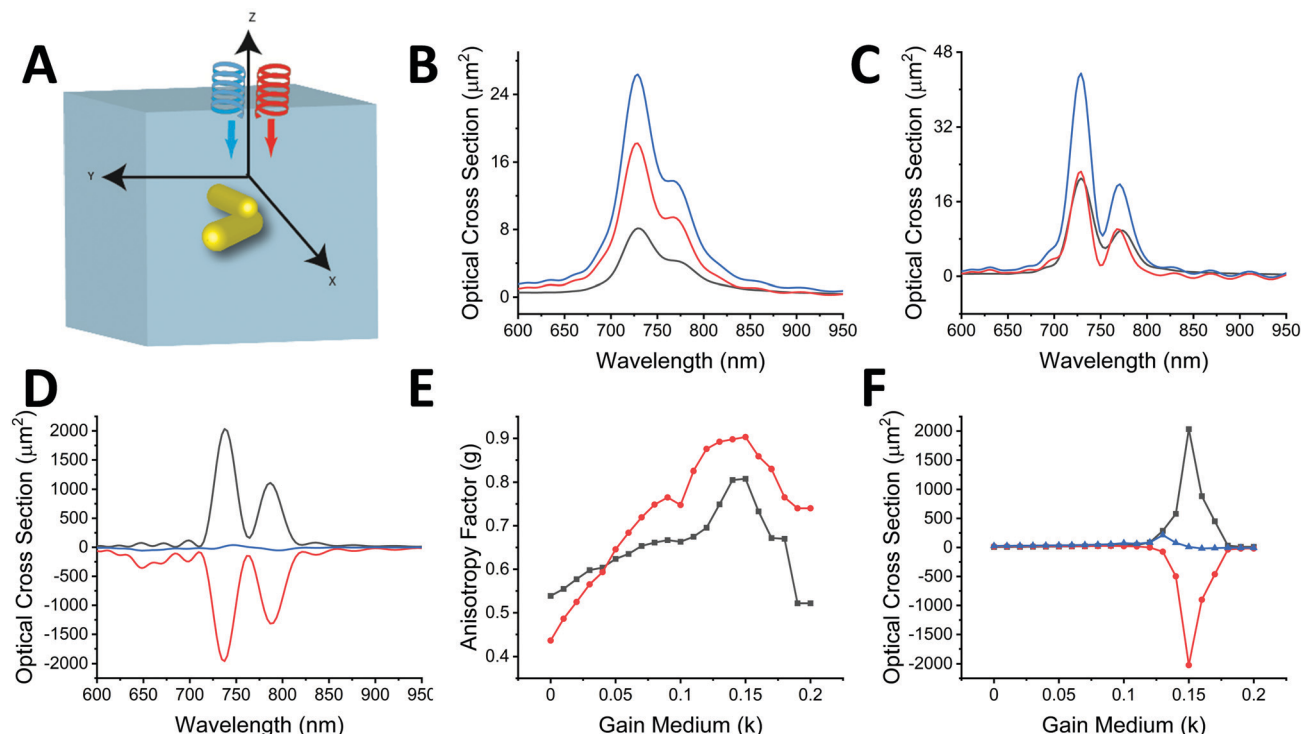 A
Z
Y
X
B
Optical Cross Section (μm²)
24
16
8
0
600 650 700 750 800 850 900 950
Wavelength (nm)
C
Optical Cross Section (μm²)
48
32
16
0
600 650 700 750 800 850 900 950
Wavelength (nm)
D
Optical Cross Section (μm²)
2000
1500
1000
500
0
-500
-1000
-1500
-2000
600 650 700 750 800 850 900 950
Wavelength (nm)
E
Anisotropy Factor (g)
0.9
0.8
0.7
0.6
0.5
0.4
0 0.05 0.1 0.15 0.2
Gain Medium (k)
F
Optical Cross Section (μm²)
2000
1500
1000
500
0
-500
-1000
-1500
-2000
0 0.05 0.1 0.15 0.2
Gain Medium (k)